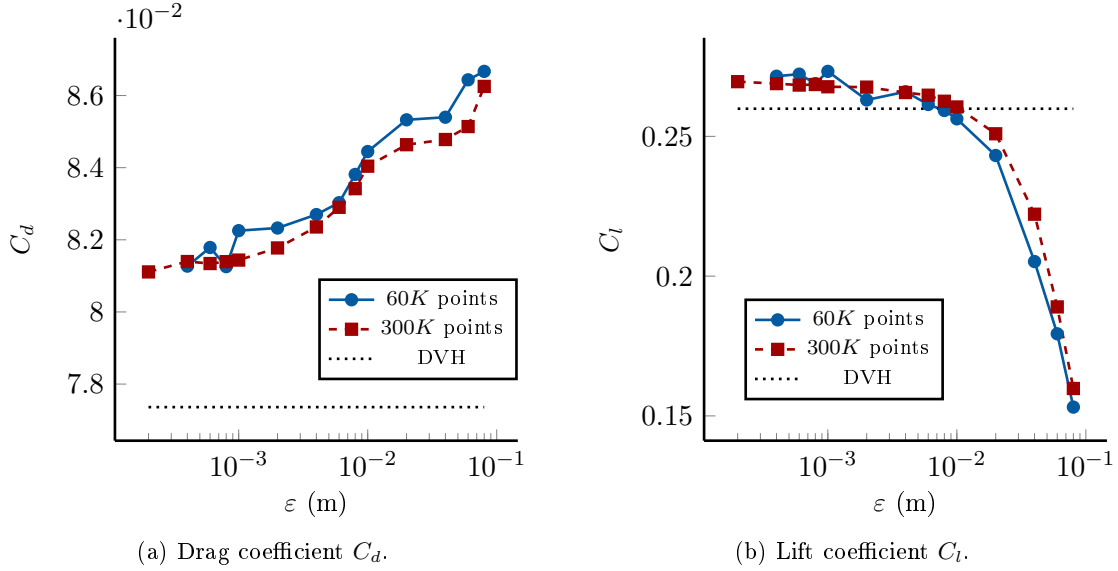 ·10⁻²
8.6
8.4
8.2
8
7.8
C_d
10⁻³ 10⁻² 10⁻¹
ε (m)
60K points
300K points
DVH
(a) Drag coefficient C_d.
0.25
0.2
0.15
C_l
10⁻³ 10⁻² 10⁻¹
ε (m)
60K points
300K points
DVH
(b) Lift coefficient C_l.